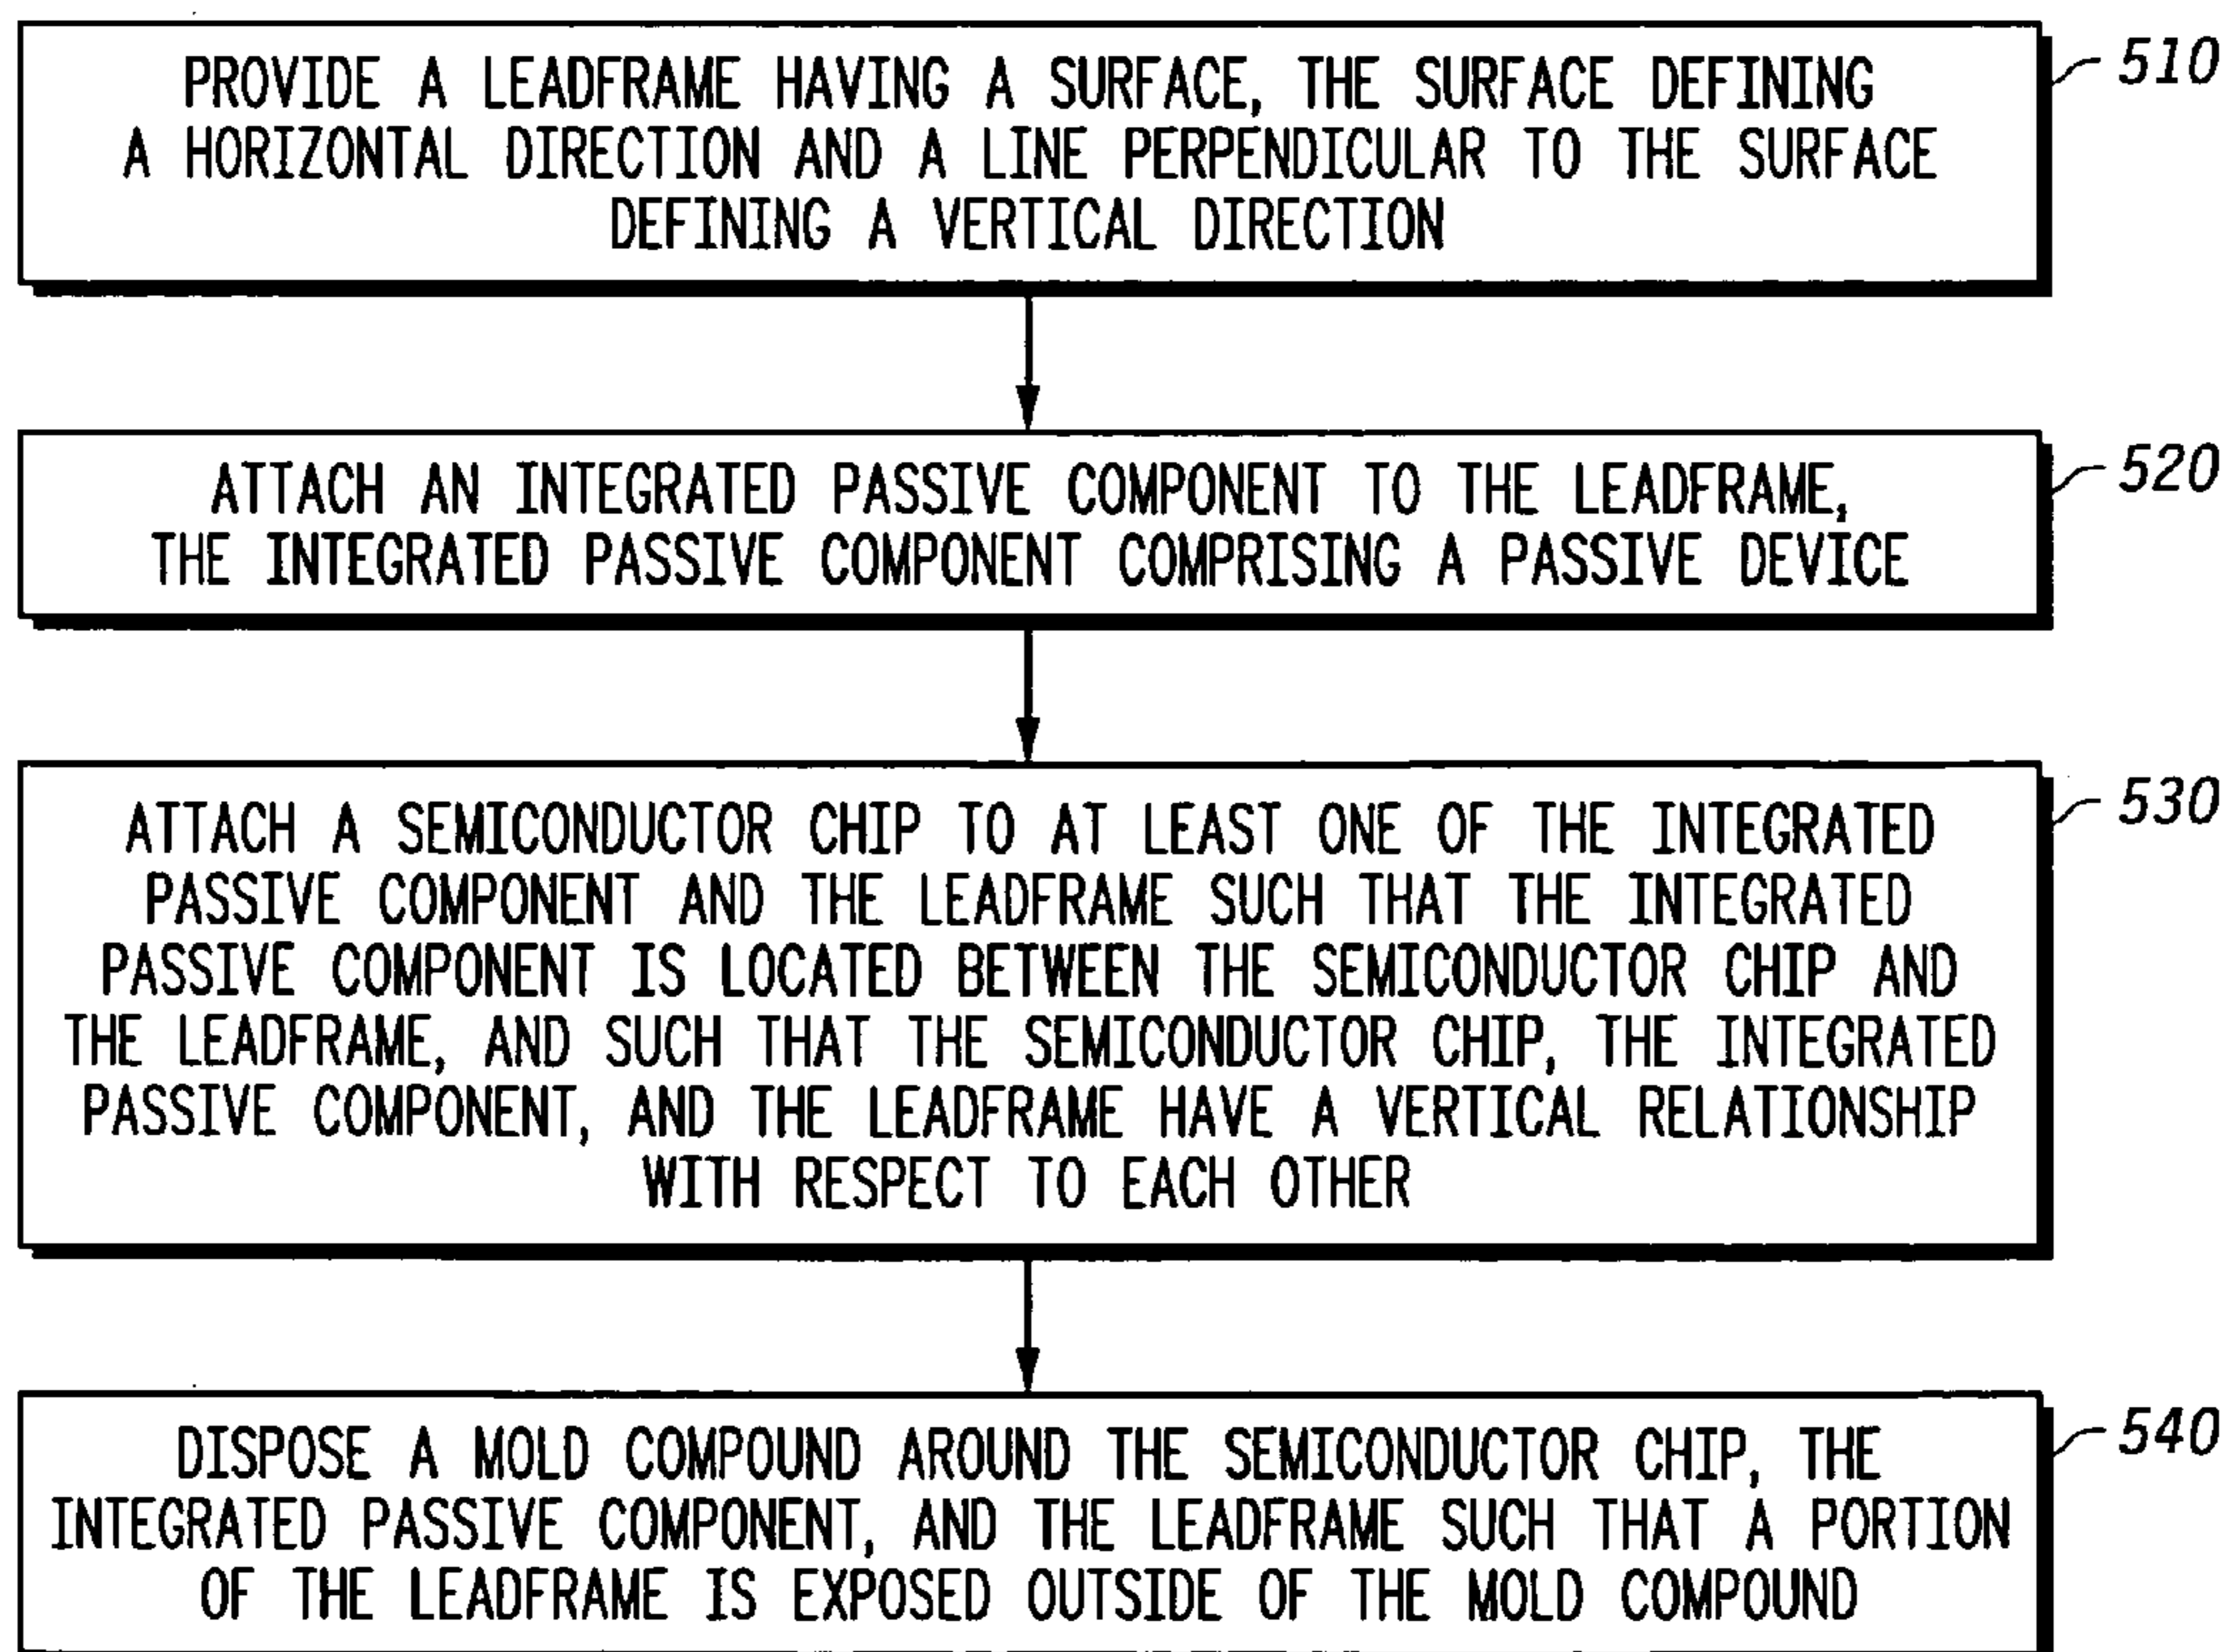 PROVIDE A LEADFRAME HAVING A SURFACE, THE SURFACE DEFINING
A HORIZONTAL DIRECTION AND A LINE PERPENDICULAR TO THE SURFACE
DEFINING A VERTICAL DIRECTION
510
ATTACH AN INTEGRATED PASSIVE COMPONENT TO THE LEADFRAME,
THE INTEGRATED PASSIVE COMPONENT COMPRISING A PASSIVE DEVICE
520
ATTACH A SEMICONDUCTOR CHIP TO AT LEAST ONE OF THE INTEGRATED
PASSIVE COMPONENT AND THE LEADFRAME SUCH THAT THE INTEGRATED
PASSIVE COMPONENT IS LOCATED BETWEEN THE SEMICONDUCTOR CHIP AND
THE LEADFRAME, AND SUCH THAT THE SEMICONDUCTOR CHIP, THE INTEGRATED
PASSIVE COMPONENT, AND THE LEADFRAME HAVE A VERTICAL RELATIONSHIP
WITH RESPECT TO EACH OTHER
530
DISPOSE A MOLD COMPOUND AROUND THE SEMICONDUCTOR CHIP, THE
INTEGRATED PASSIVE COMPONENT, AND THE LEADFRAME SUCH THAT A PORTION
OF THE LEADFRAME IS EXPOSED OUTSIDE OF THE MOLD COMPOUND
540